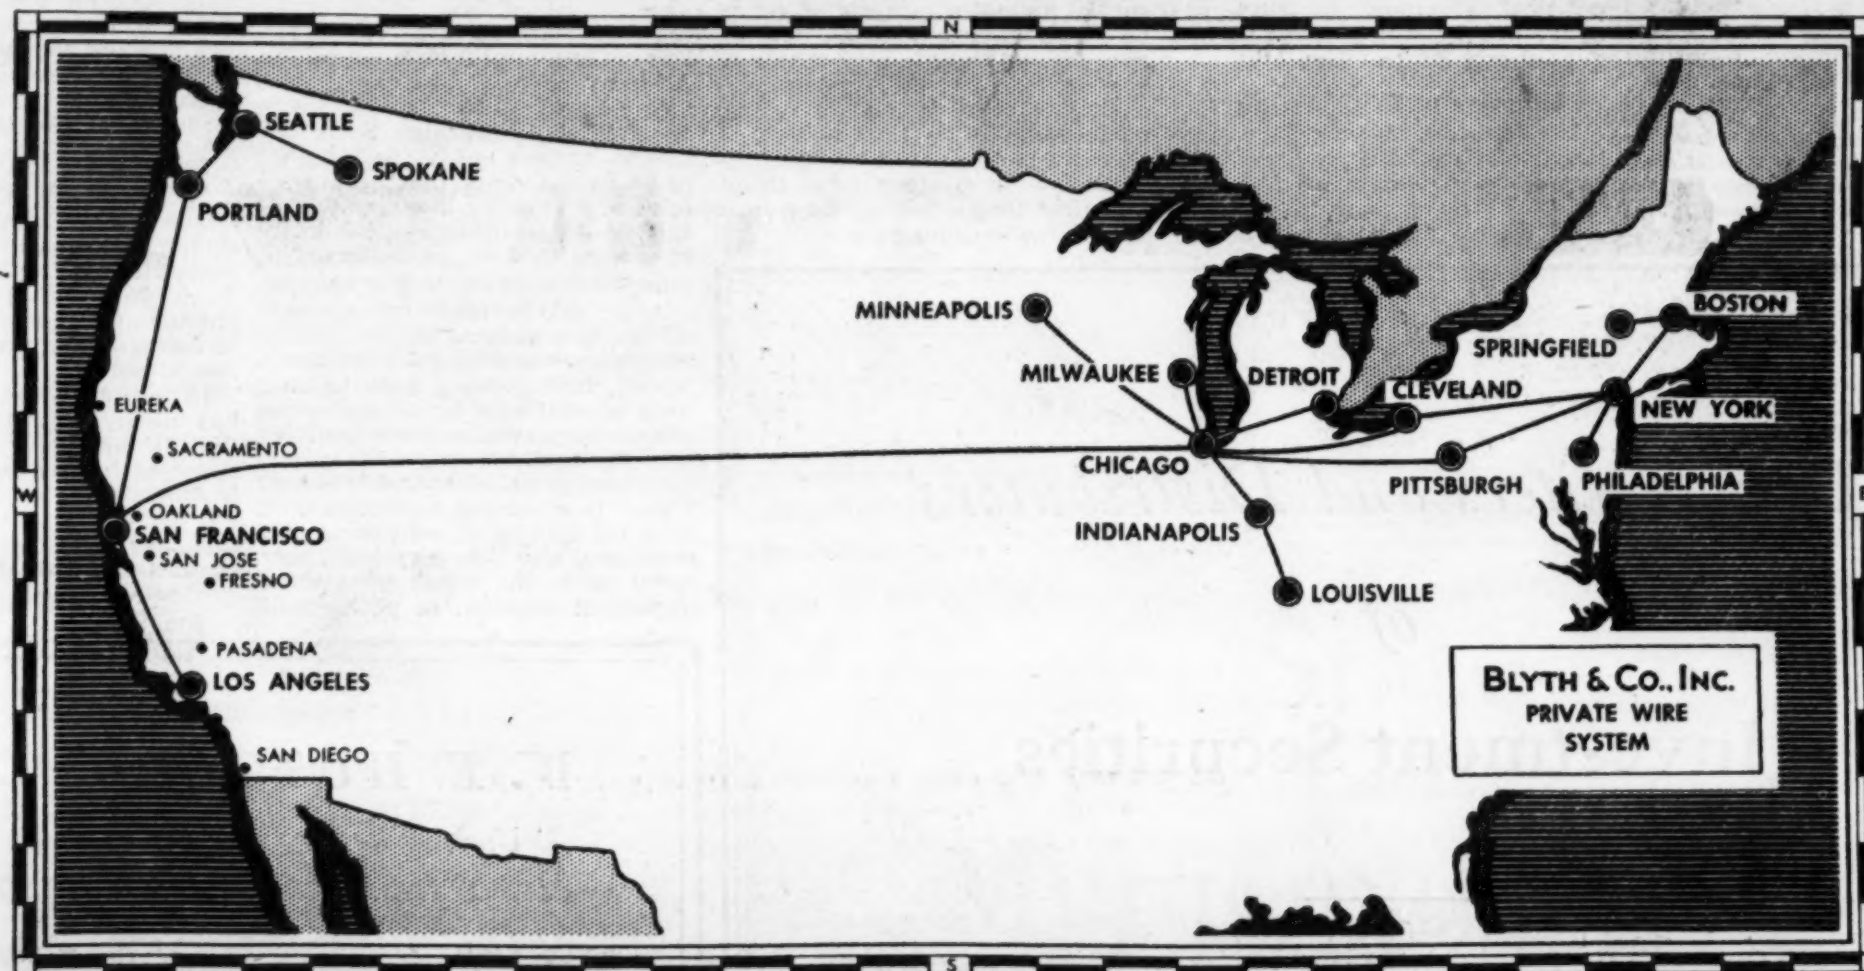 N
SEATTLE
SPOKANE
PORTLAND
MINNEAPOLIS
BOSTON
SPRINGFIELD
MILWAUKEE
DETROIT
CLEVELAND
NEW YORK
EUREKA
SACRAMENTO
CHICAGO
PITTSBURGH
PHILADELPHIA
W
OAKLAND
SAN FRANCISCO
INDIANAPOLIS
SAN JOSE
FRESNO
LOUISVILLE
PASADENA
LOS ANGELES
BLYTH & CO., INC.
PRIVATE WIRE
SYSTEM
SAN DIEGO
S